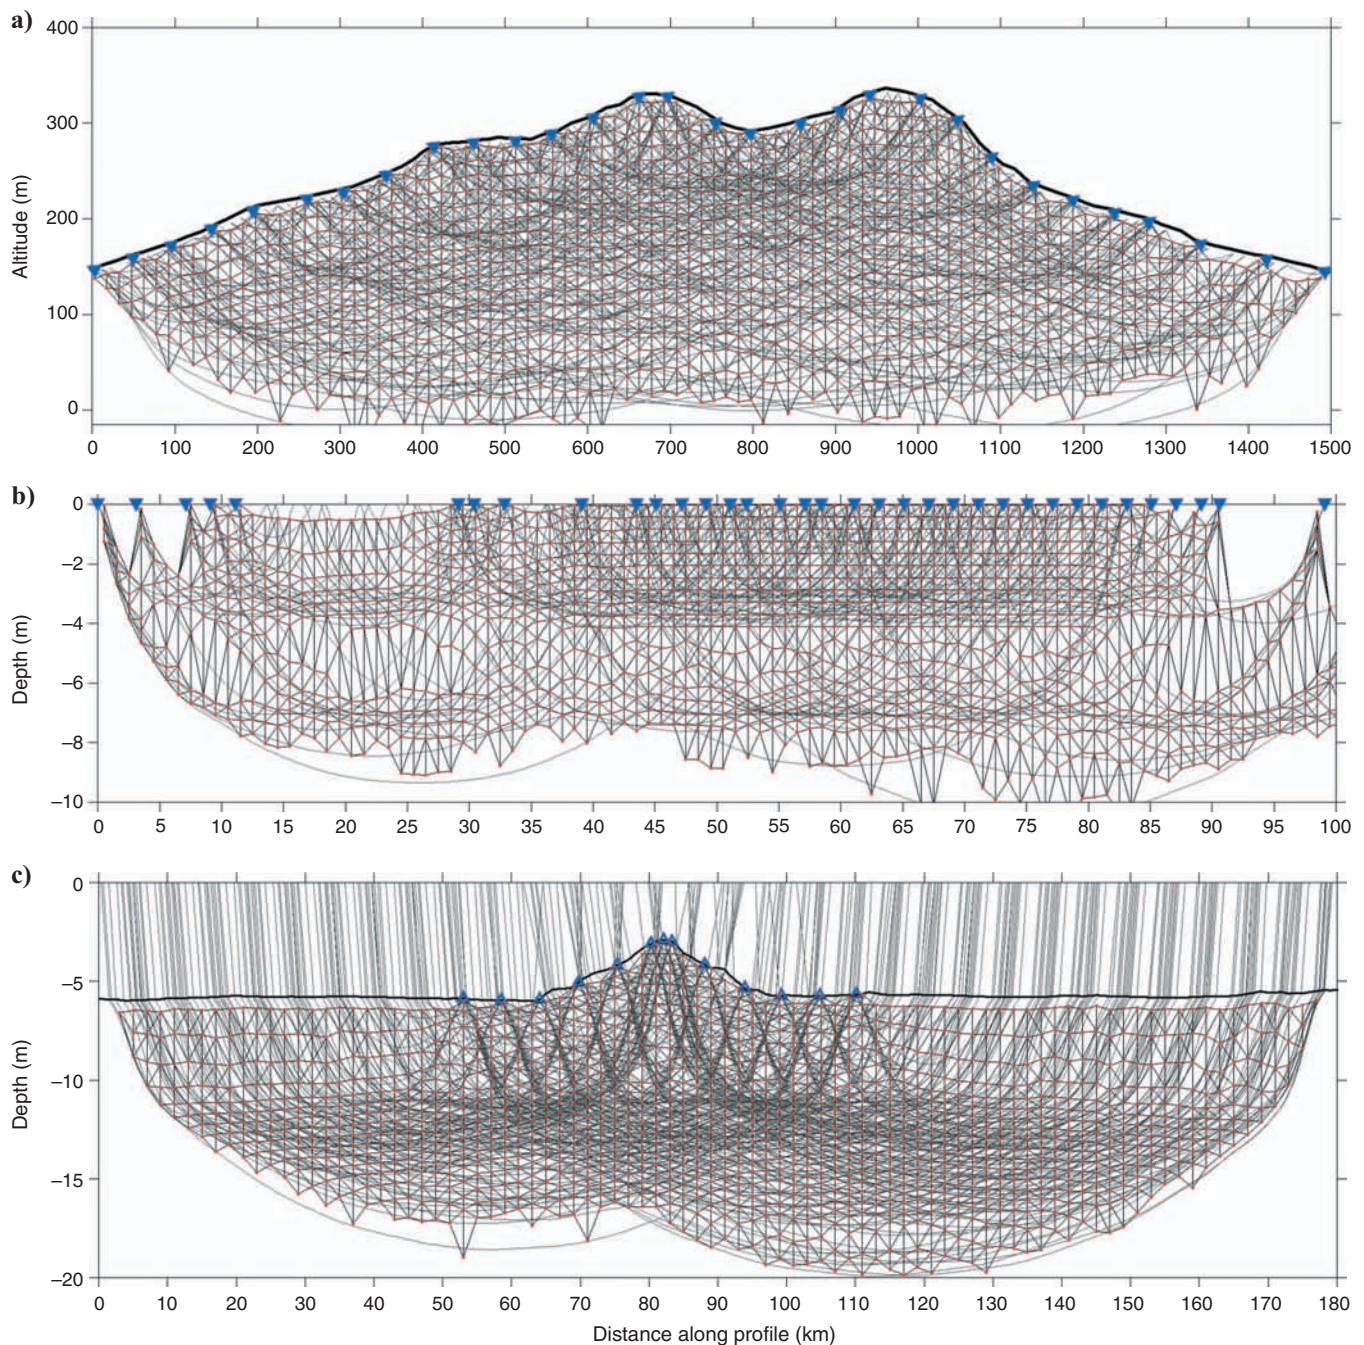 a)
400
300
200
100
0
Altitude (m)
0 100 200 300 400 500 600 700 800 900 1000 1100 1200 1300 1400 1500
b)
0
−2
−4
−6
−8
−10
Depth (m)
0 5 10 15 20 25 30 35 40 45 50 55 60 65 70 75 80 85 90 95 100
c)
0
−5
−10
−15
−20
Depth (m)
0 10 20 30 40 50 60 70 80 90 100 110 120 130 140 150 160 170 180
Distance along profile (km)